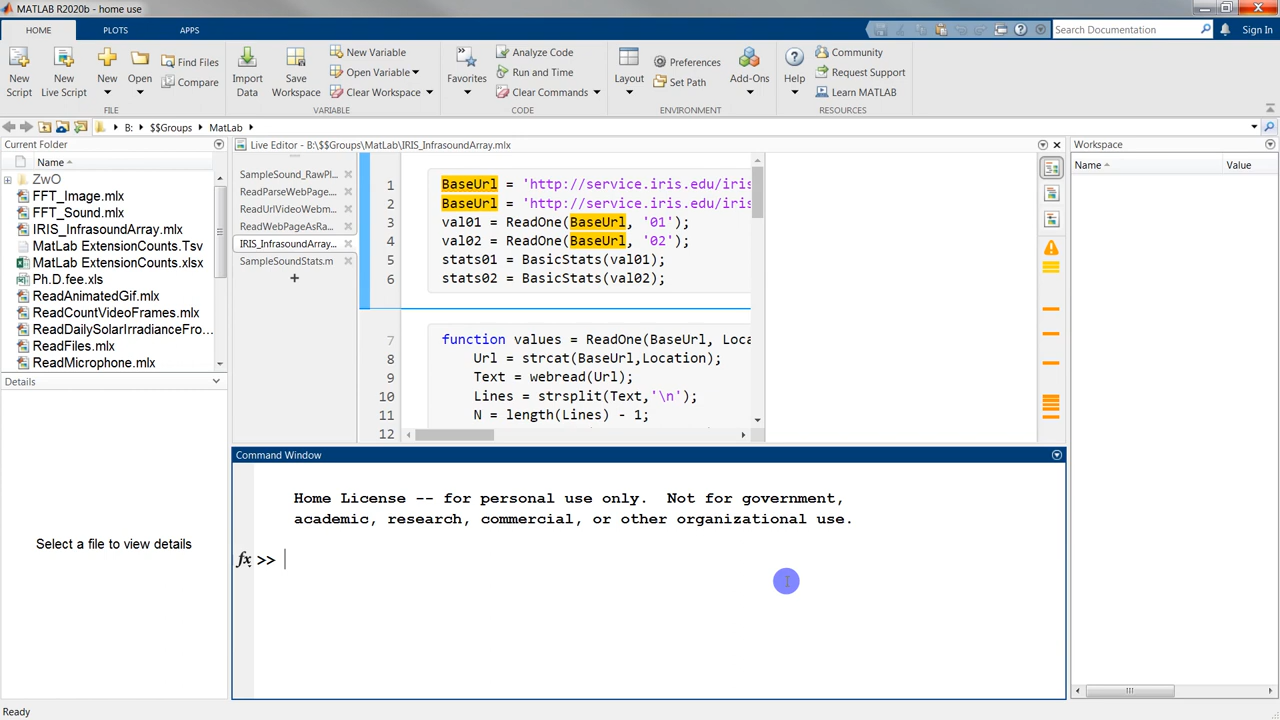 MATLAB R2020b - home use
HOME
PLOTS
APPS
Search Documentation
Sign In
New Script
New Live Script
New
Open
Find Files
Compare
FILE
Import Data
Save Workspace
New Variable
Open Variable
Clear Workspace
VARIABLE
Favorites
Analyze Code
Run and Time
Clear Commands
CODE
Layout
Preferences
Set Path
Add-Ons
ENVIRONMENT
Help
Community
Request Support
Learn MATLAB
RESOURCES
B:
$$Groups
MatLab
Current Folder
Name
ZwO
FFT_Image.mlx
FFT_Sound.mlx
IRIS_InfrasoundArray.mlx
MatLab ExtensionCounts.Tsv
MatLab ExtensionCounts.xlsx
Ph.D.fee.xls
ReadAnimatedGif.mlx
ReadCountVideoFrames.mlx
ReadDailySolarIrradianceFro...
ReadFiles.mlx
ReadMicrophone.mlx
Details
Select a file to view details
Live Editor - B:\$$Groups\MatLab\IRIS_InfrasoundArray.mlx
SampleSound_RawPl...
ReadParseWebPage...
ReadUrlVideoWebm...
ReadWebPageAsRa...
IRIS_InfrasoundArray...
SampleSoundStats.m
1 BaseUrl = 'http://service.iris.edu/iris
2 BaseUrl = 'http://service.iris.edu/iris
3 val01 = ReadOne(BaseUrl, '01');
4 val02 = ReadOne(BaseUrl, '02');
5 stats01 = BasicStats(val01);
6 stats02 = BasicStats(val02);
7 function values = ReadOne(BaseUrl, Loca
8 Url = strcat(BaseUrl,Location);
9 Text = webread(Url);
10 Lines = strsplit(Text,'\n');
11 N = length(Lines) - 1;
12
Command Window
Home License -- for personal use only. Not for government,
academic, research, commercial, or other organizational use.
fx >>
Workspace
Name
Value
Ready